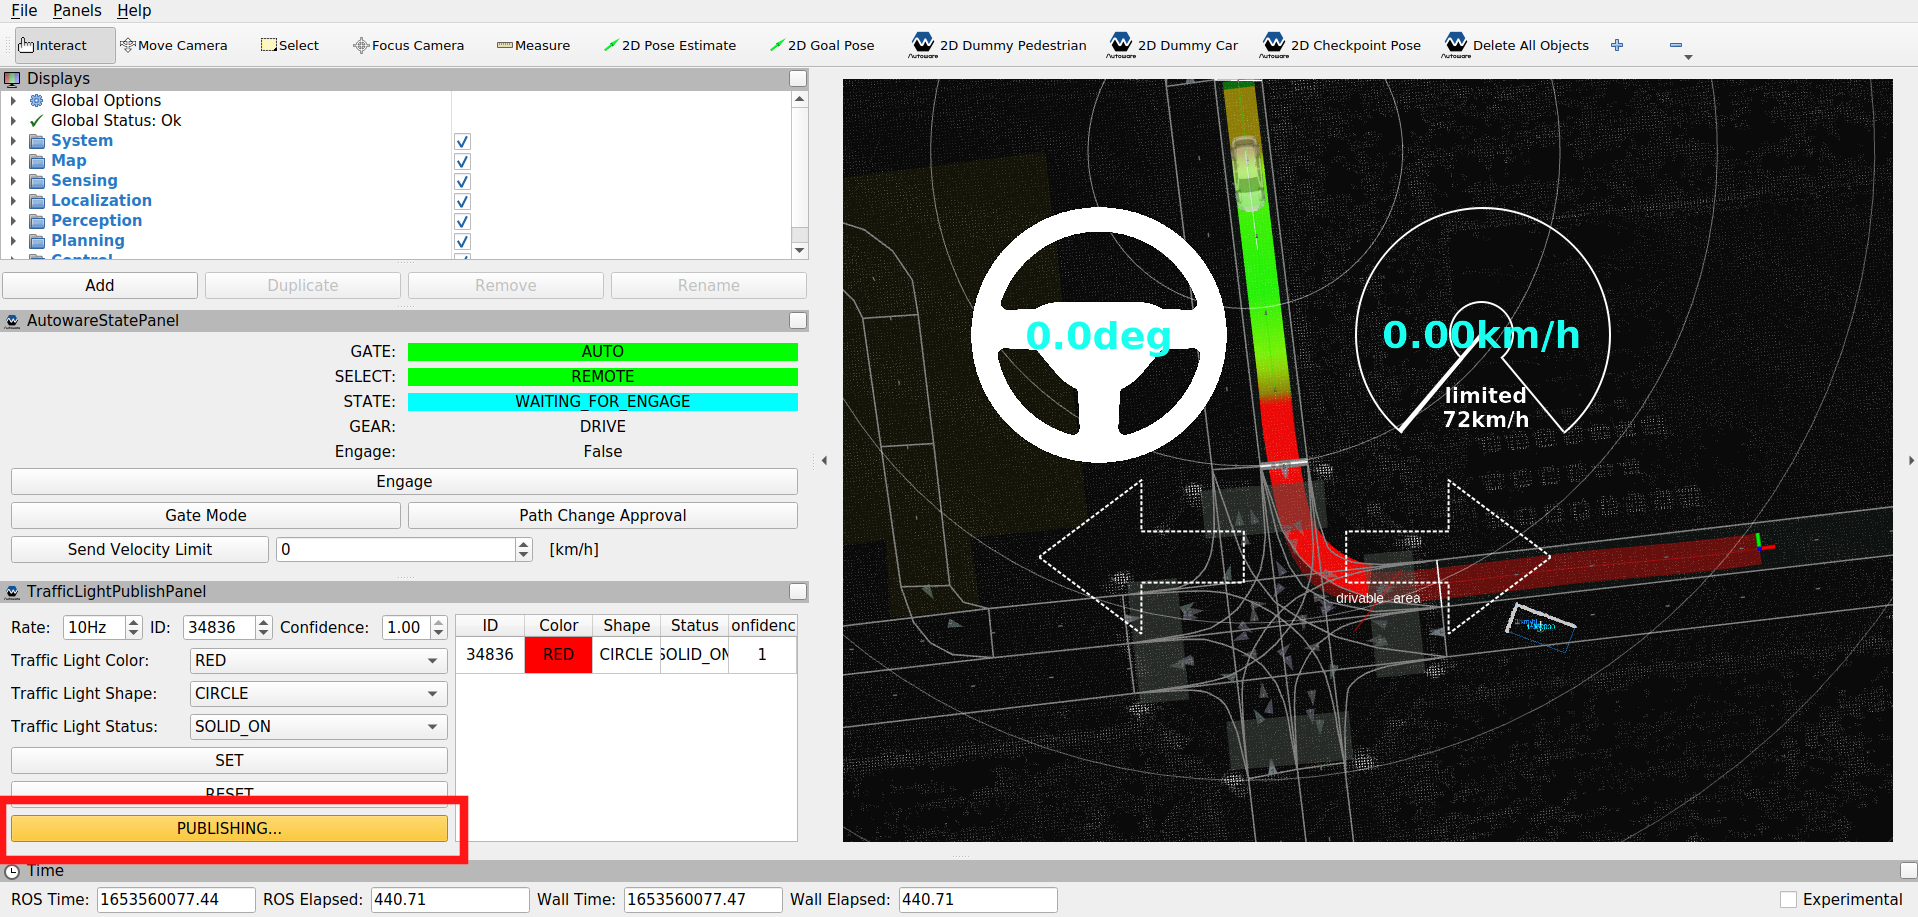 File Panels Help
Interact Move Camera Select Focus Camera Measure 2D Pose Estimate 2D Goal Pose 2D Dummy Pedestrian 2D Dummy Car 2D Checkpoint Pose Delete All Objects
Autoware Autoware Autoware Autoware
Displays
Global Options
Global Status: Ok
System
Map
Sensing
Localization
Perception
Planning
Control
Add Duplicate Remove Rename
AutowareStatePanel
GATE: AUTO
SELECT: REMOTE
STATE: WAITING_FOR_ENGAGE
GEAR: DRIVE
Engage: False
Engage
Gate Mode Path Change Approval
Send Velocity Limit 0 [km/h]
TrafficLightPublishPanel
Rate: 10Hz ID: 34836 Confidence: 1.00
Traffic Light Color: RED
Traffic Light Shape: CIRCLE
Traffic Light Status: SOLID_ON
SET
RESET
PUBLISHING...
ID Color Shape Status onfidenc
34836 RED CIRCLE SOLID_ON 1
0.0deg
0.00km/h
limited
72km/h
drivable area
Time
ROS Time: 1653560077.44 ROS Elapsed: 440.71 Wall Time: 1653560077.47 Wall Elapsed: 440.71 Experimental